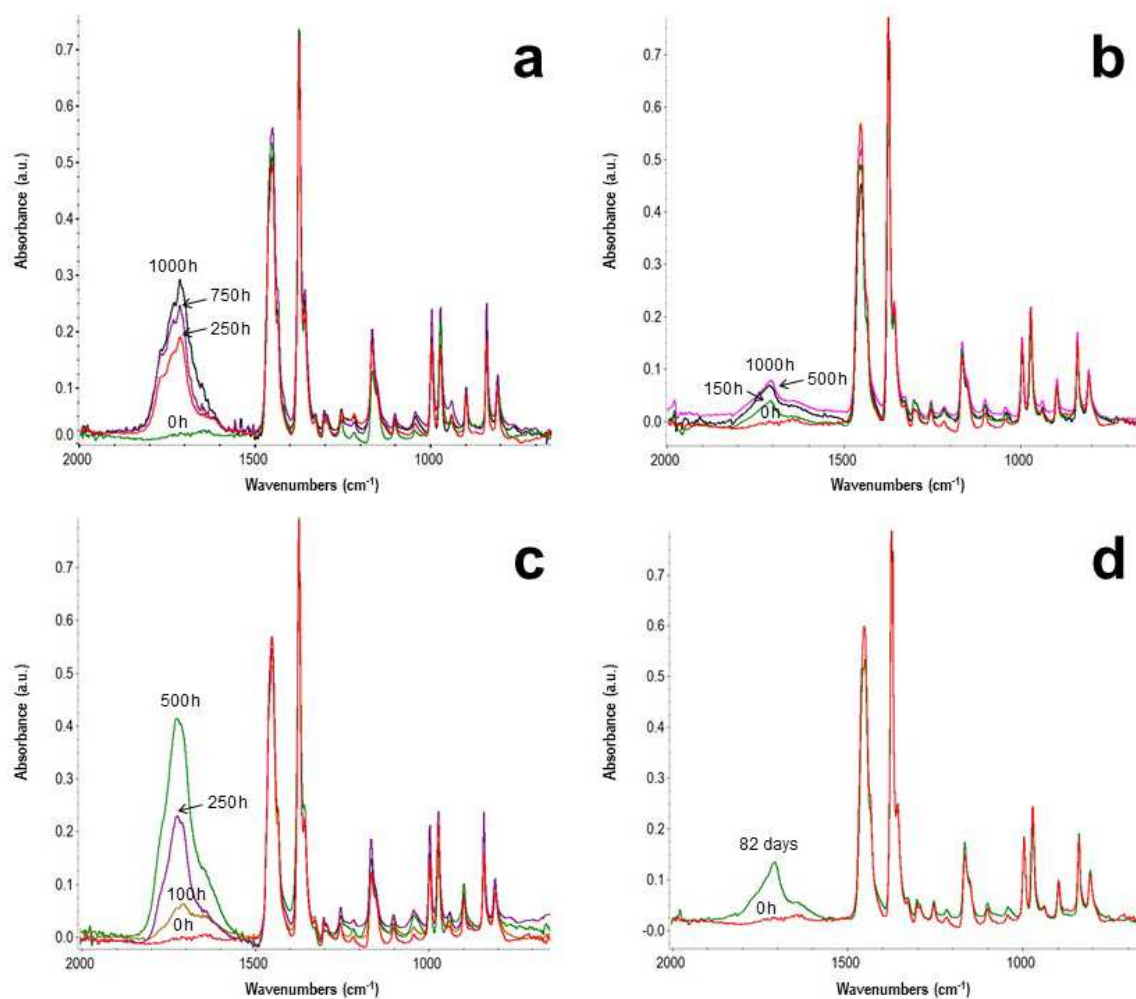 a
0.7
0.6
0.5
0.4
0.3
0.2
0.1
0.0
Absorbance (a.u.)
1000h
750h
250h
0h
2000 1500 1000
Wavenumbers (cm⁻¹)
b
0.7
0.6
0.5
0.4
0.3
0.2
0.1
0.0
Absorbance (a.u.)
1000h
150h 500h
0h
2000 1500 1000
Wavenumbers (cm⁻¹)
c
0.7
0.6
0.5
0.4
0.3
0.2
0.1
0.0
Absorbance (a.u.)
500h
250h
100h
0h
2000 1500 1000
Wavenumbers (cm⁻¹)
d
0.7
0.6
0.5
0.4
0.3
0.2
0.1
-0.0
Absorbance (a.u.)
82 days
0h
2000 1500 1000
Wavenumbers (cm⁻¹)